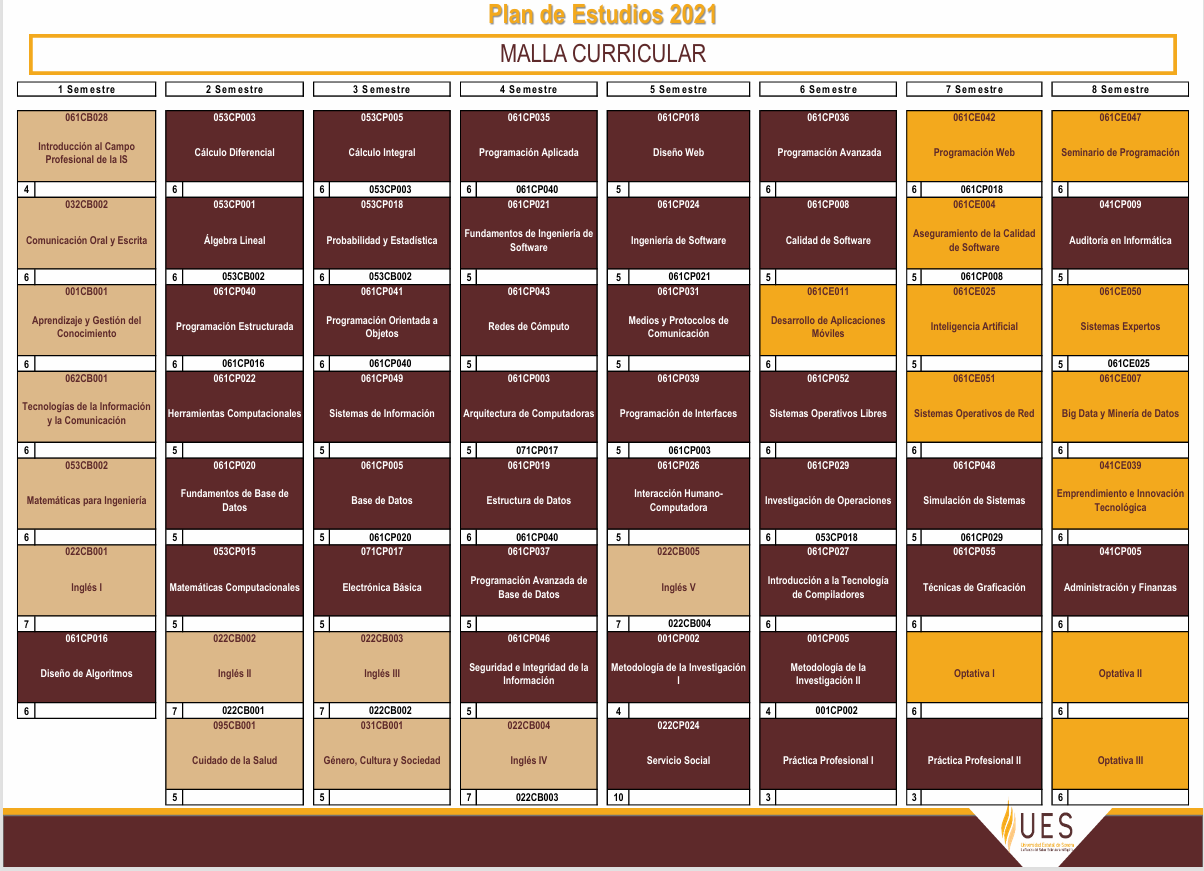 Plan de Estudios 2021
MALLA CURRICULAR
1 Semestre
061CB028
Introducción al Campo
Profesional de la IS
4
032CB002
Comunicación Oral y Escrita
6
001CB001
Aprendizaje y Gestión del
Conocimiento
6
062CB001
Tecnologías de la Información
y la Comunicación
6
053CB002
Matemáticas para Ingeniería
6
022CB001
Inglés I
7
061CP016
Diseño de Algoritmos
6
2 Semestre
053CP003
Cálculo Diferencial
6
053CP001
Álgebra Lineal
6 053CB002
061CP040
Programación Estructurada
6 061CP016
061CP022
Herramientas Computacionales
5
061CP020
Fundamentos de Base de
Datos
5
053CP015
Matemáticas Computacionales
5
022CB002
Inglés II
7 022CB001
095CB001
Cuidado de la Salud
5
3 Semestre
053CP005
Cálculo Integral
6 053CP003
053CP018
Probabilidad y Estadística
6 053CB002
061CP041
Programación Orientada a
Objetos
6 061CP040
061CP049
Sistemas de Información
5
061CP005
Base de Datos
5 061CP020
071CP017
Electrónica Básica
5
022CB003
Inglés III
7 022CB002
031CB001
Género, Cultura y Sociedad
5
4 Semestre
061CP035
Programación Aplicada
6 061CP040
061CP021
Fundamentos de Ingeniería de
Software
5
061CP043
Redes de Cómputo
5
061CP003
Arquitectura de Computadoras
5 071CP017
061CP019
Estructura de Datos
6 061CP040
061CP037
Programación Avanzada de
Base de Datos
5
061CP046
Seguridad e Integridad de la
Información
5
022CB004
Inglés IV
7 022CB003
5 Semestre
061CP018
Diseño Web
5
061CP024
Ingeniería de Software
5 061CP021
061CP031
Medios y Protocolos de
Comunicación
5
061CP039
Programación de Interfaces
5 061CP003
061CP026
Interacción Humano-
Computadora
5
022CB005
Inglés V
7 022CB004
001CP002
Metodología de la Investigación
I
4
022CP024
Servicio Social
10
6 Semestre
061CP036
Programación Avanzada
6
061CP008
Calidad de Software
5
061CE011
Desarrollo de Aplicaciones
Móviles
6
061CP052
Sistemas Operativos Libres
6
061CP029
Investigación de Operaciones
6 053CP018
061CP027
Introducción a la Tecnología
de Compiladores
6
001CP005
Metodología de la
Investigación II
4 001CP002
Práctica Profesional I
3
7 Semestre
061CE042
Programación Web
6 061CP018
061CE004
Aseguramiento de la Calidad
de Software
5 061CP008
061CE025
Inteligencia Artificial
5
061CE051
Sistemas Operativos de Red
6
061CP048
Simulación de Sistemas
5 061CP029
061CP055
Técnicas de Graficación
6
Optativa I
6
Práctica Profesional II
3
8 Semestre
061CE047
Seminario de Programación
6
041CP009
Auditoría en Informática
5
061CE050
Sistemas Expertos
5 061CE025
061CE007
Big Data y Minería de Datos
6
041CE039
Emprendimiento e Innovación
Tecnológica
6
041CP005
Administración y Finanzas
6
Optativa II
6
Optativa III
6
UES
Universidad Estatal de Sonora